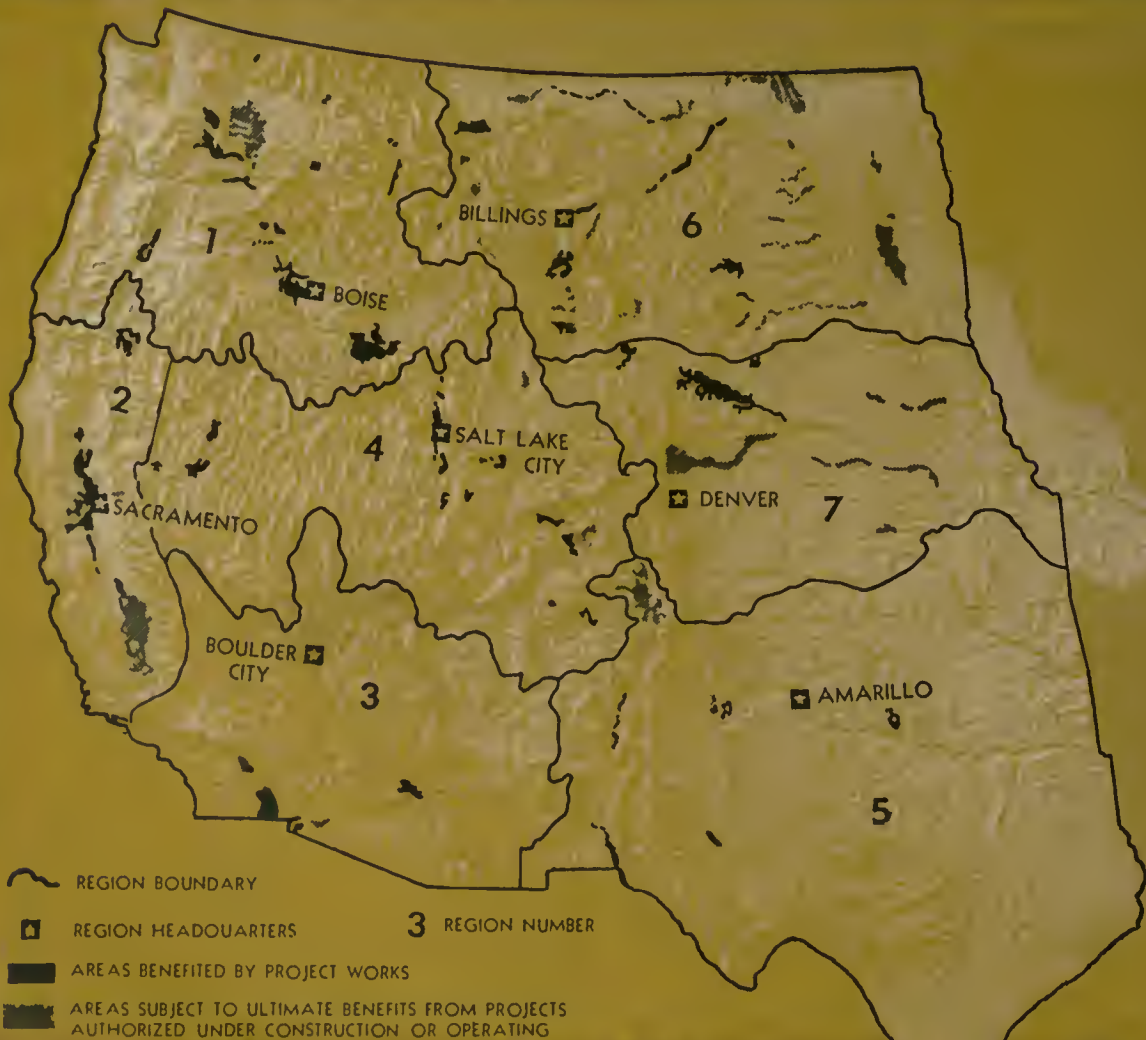 BILLINGS
6
1
BOISE
2
4
SALT LAKE
CITY
SACRAMENTO
DENVER
7
BOULDER
CITY
3
AMARILLO
5
REGION BOUNDARY
REGION HEADQUARTERS
3 REGION NUMBER
AREAS BENEFITED BY PROJECT WORKS
AREAS SUBJECT TO ULTIMATE BENEFITS FROM PROJECTS
AUTHORIZED UNDER CONSTRUCTION OR OPERATING